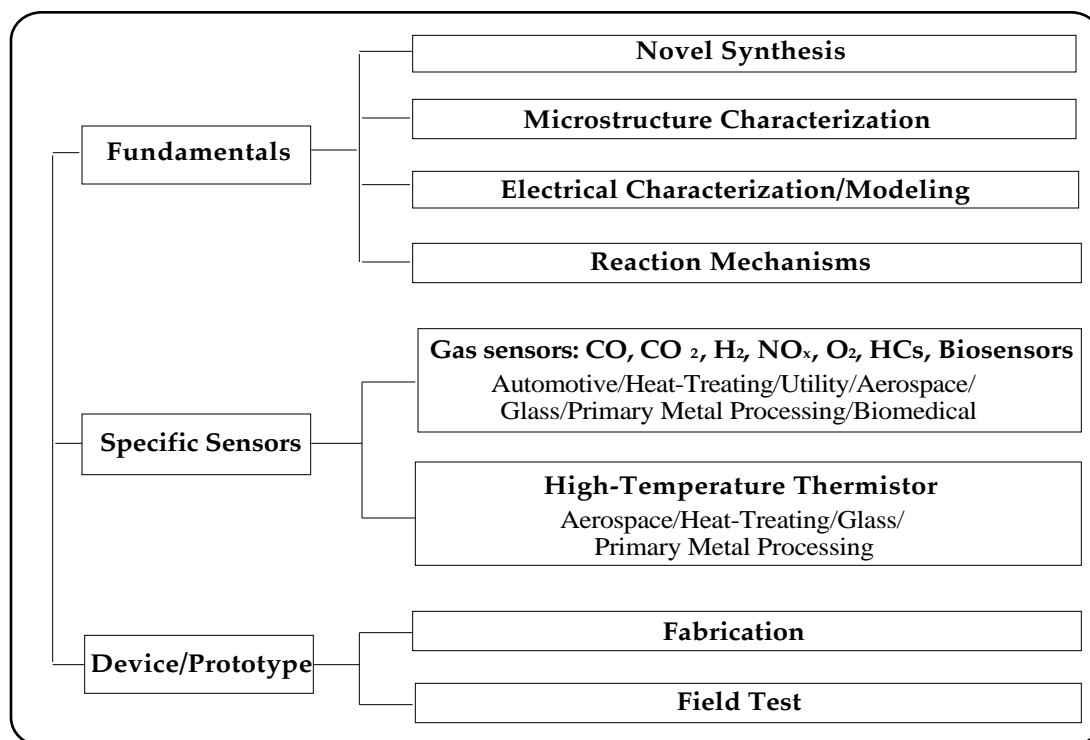 Fundamentals
Novel Synthesis
Microstructure Characterization
Electrical Characterization/Modeling
Reaction Mechanisms
Specific Sensors
Gas sensors: CO, CO ₂, H₂, NOₓ, O₂, HCs, Biosensors
Automotive/Heat-Treating/Utility/Aerospace/
Glass/Primary Metal Processing/Biomedical
High-Temperature Thermistor
Aerospace/Heat-Treating/Glass/
Primary Metal Processing
Device/Prototype
Fabrication
Field Test